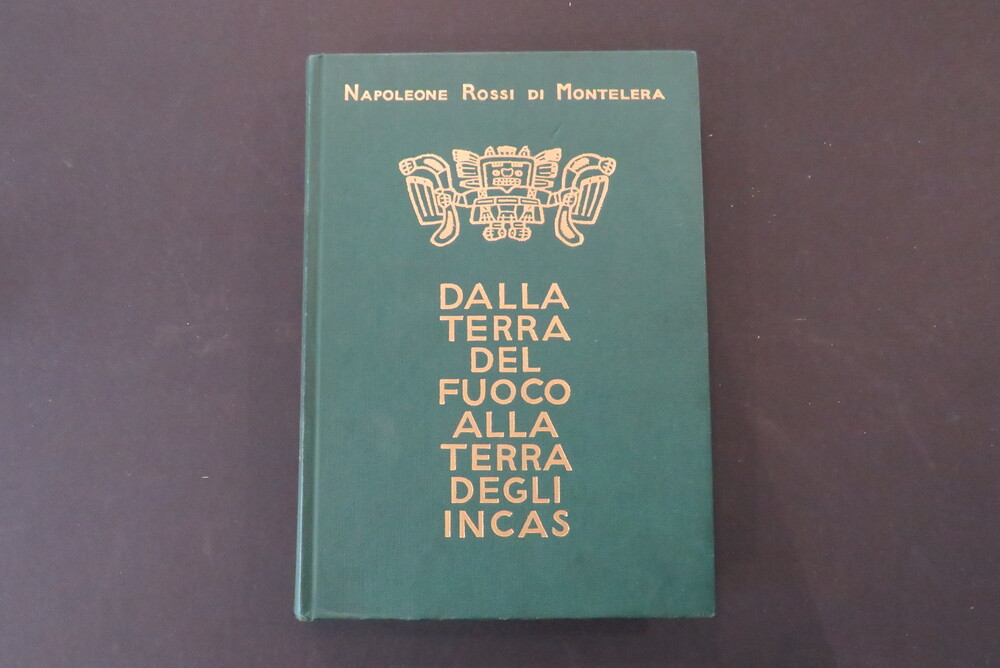 NAPOLEONE ROSSI DI MONTELERA
DALLA
TERRA
DEL
FUOCO
ALLA
TERRA
DEGLI
INCAS